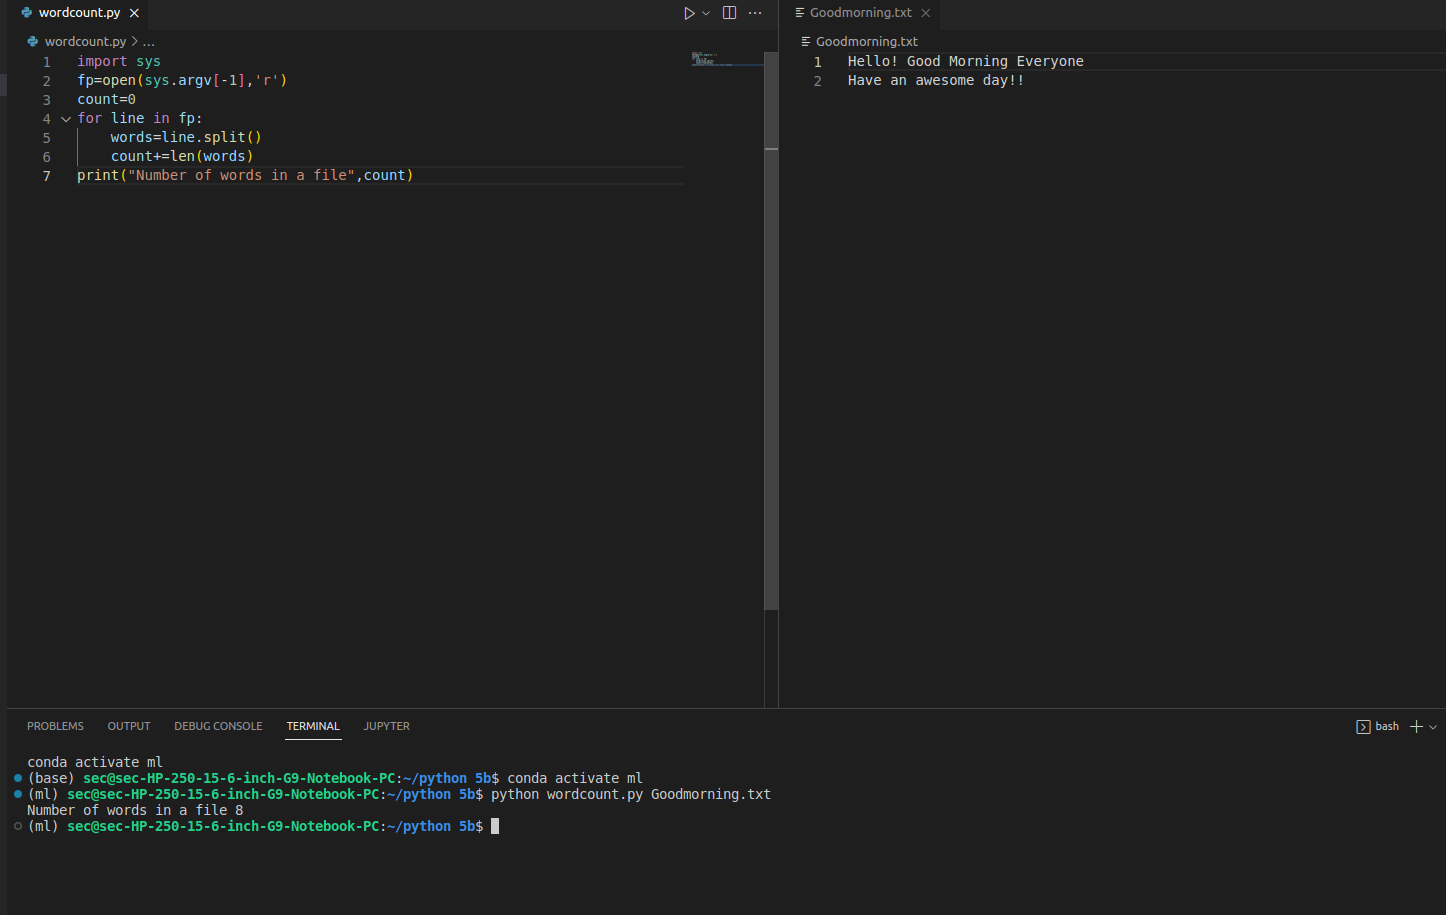 wordcount.py
wordcount.py > ...
1 import sys
2 fp=open(sys.argv[-1],'r')
3 count=0
4 for line in fp:
5     words=line.split()
6     count+=len(words)
7 print("Number of words in a file",count)
Goodmorning.txt
Goodmorning.txt
1 Hello! Good Morning Everyone
2 Have an awesome day!!
PROBLEMS OUTPUT DEBUG CONSOLE TERMINAL JUPYTER
bash
conda activate ml
(base) sec@sec-HP-250-15-6-inch-G9-Notebook-PC:~/python 5b$ conda activate ml
(ml) sec@sec-HP-250-15-6-inch-G9-Notebook-PC:~/python 5b$ python wordcount.py Goodmorning.txt
Number of words in a file 8
(ml) sec@sec-HP-250-15-6-inch-G9-Notebook-PC:~/python 5b$